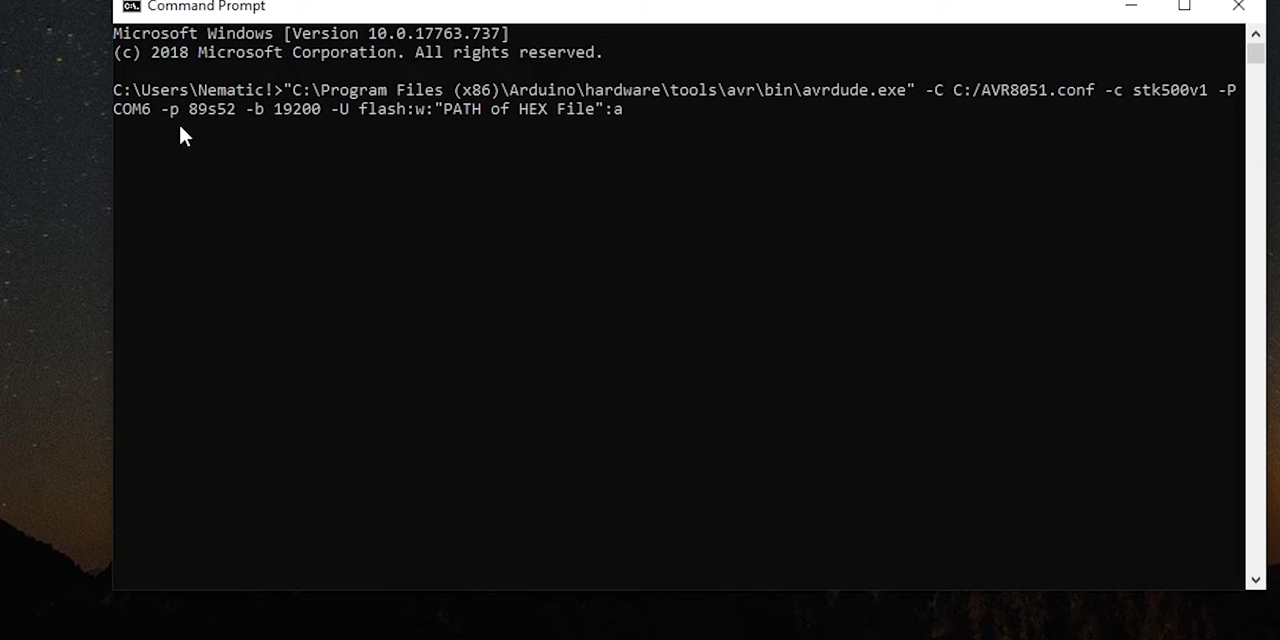 Command Prompt
Microsoft Windows [Version 10.0.17763.737]
(c) 2018 Microsoft Corporation. All rights reserved.
C:\Users\Nematic!>"C:\Program Files (x86)\Arduino\hardware\tools\avr\bin\avrdude.exe" -C C:/AVR8051.conf -c stk500v1 -P
COM6 -p 89s52 -b 19200 -U flash:w:"PATH of HEX File":a